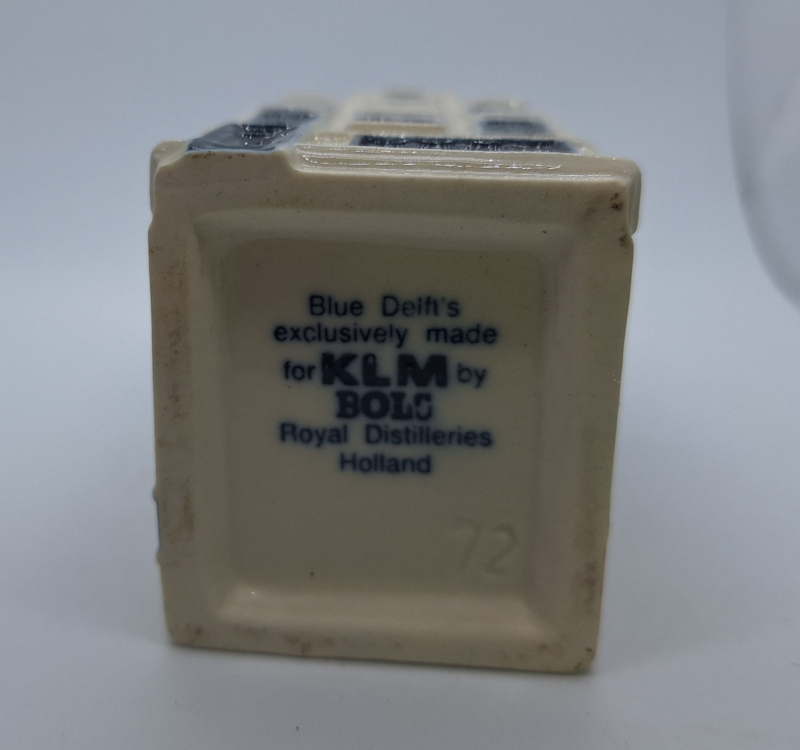 Blue Delft's
exclusively made
for KLM by
BOLS
Royal Distilleries
Holland
72